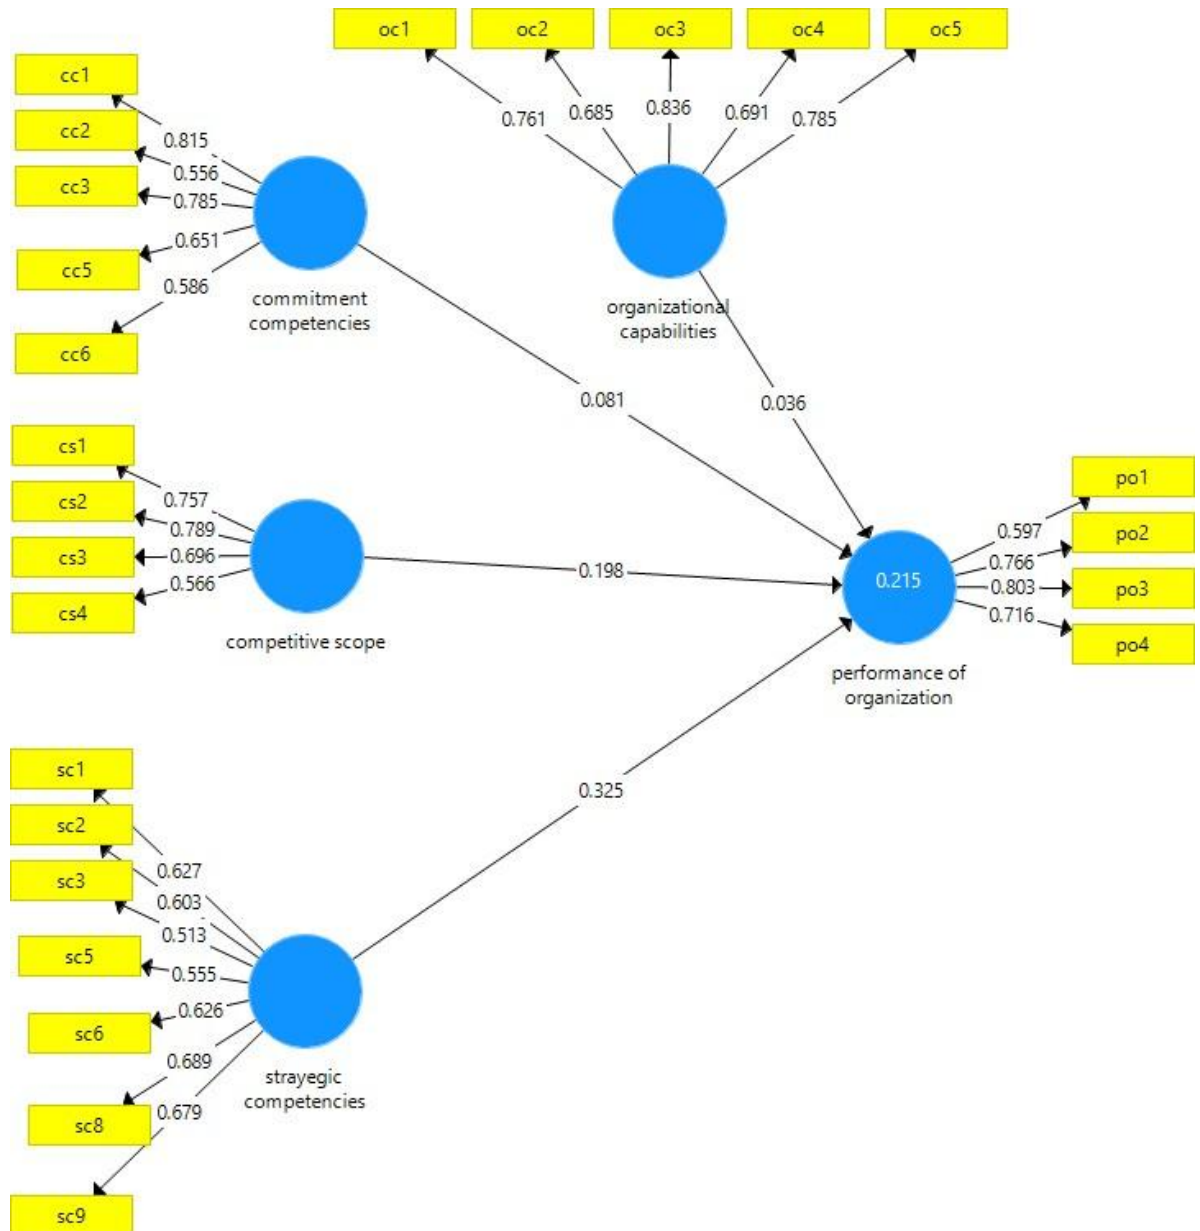 oc1
oc2
oc3
oc4
oc5
0.761
0.685
0.836
0.691
0.785
organizational
capabilities
0.036
cc1
cc2
cc3
cc5
cc6
0.815
0.556
0.785
0.651
0.586
commitment
competencies
0.081
cs1
cs2
cs3
cs4
0.757
0.789
0.696
0.566
competitive scope
0.198
0.215
performance of
organization
0.597
0.766
0.803
0.716
po1
po2
po3
po4
sc1
sc2
sc3
sc5
sc6
sc8
sc9
0.627
0.603
0.513
0.555
0.626
0.689
0.679
strayegic
competencies
0.325